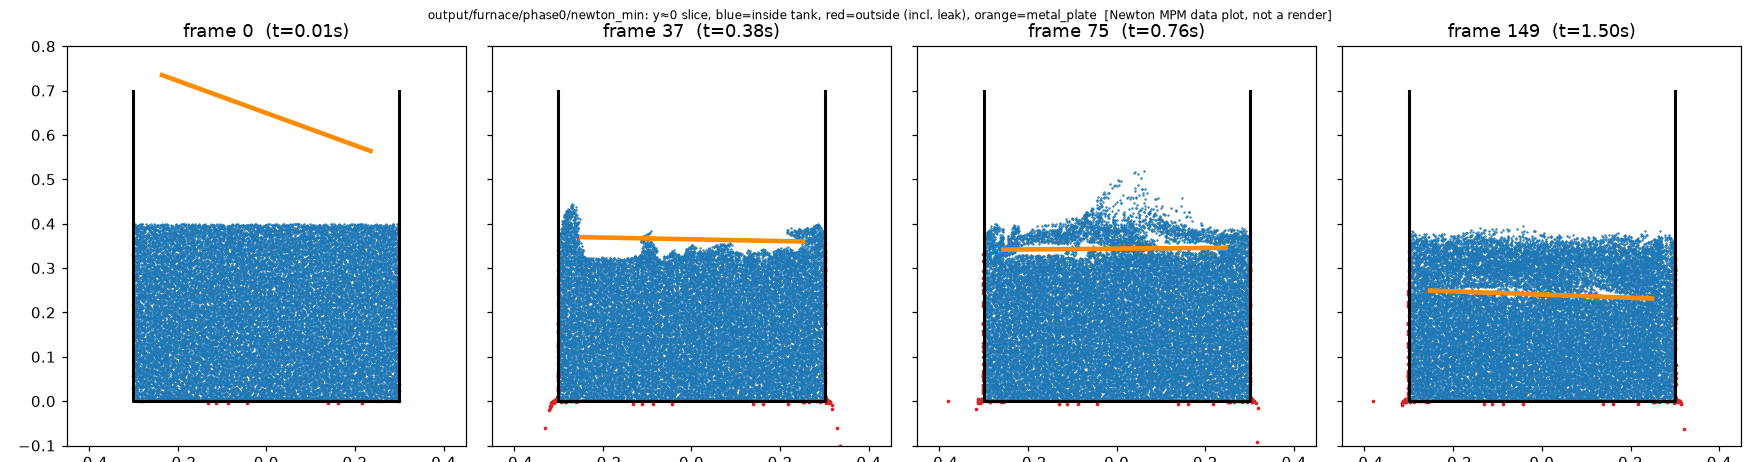 output/furnace/phase0/newton_min: y≈0 slice, blue=inside tank, red=outside (incl. leak), orange=metal_plate  [Newton MPM data plot, not a render]
frame 0  (t=0.01s)
frame 37  (t=0.38s)
frame 75  (t=0.76s)
frame 149  (t=1.50s)
0.8
0.7
0.6
0.5
0.4
0.3
0.2
0.1
0.0
−0.1